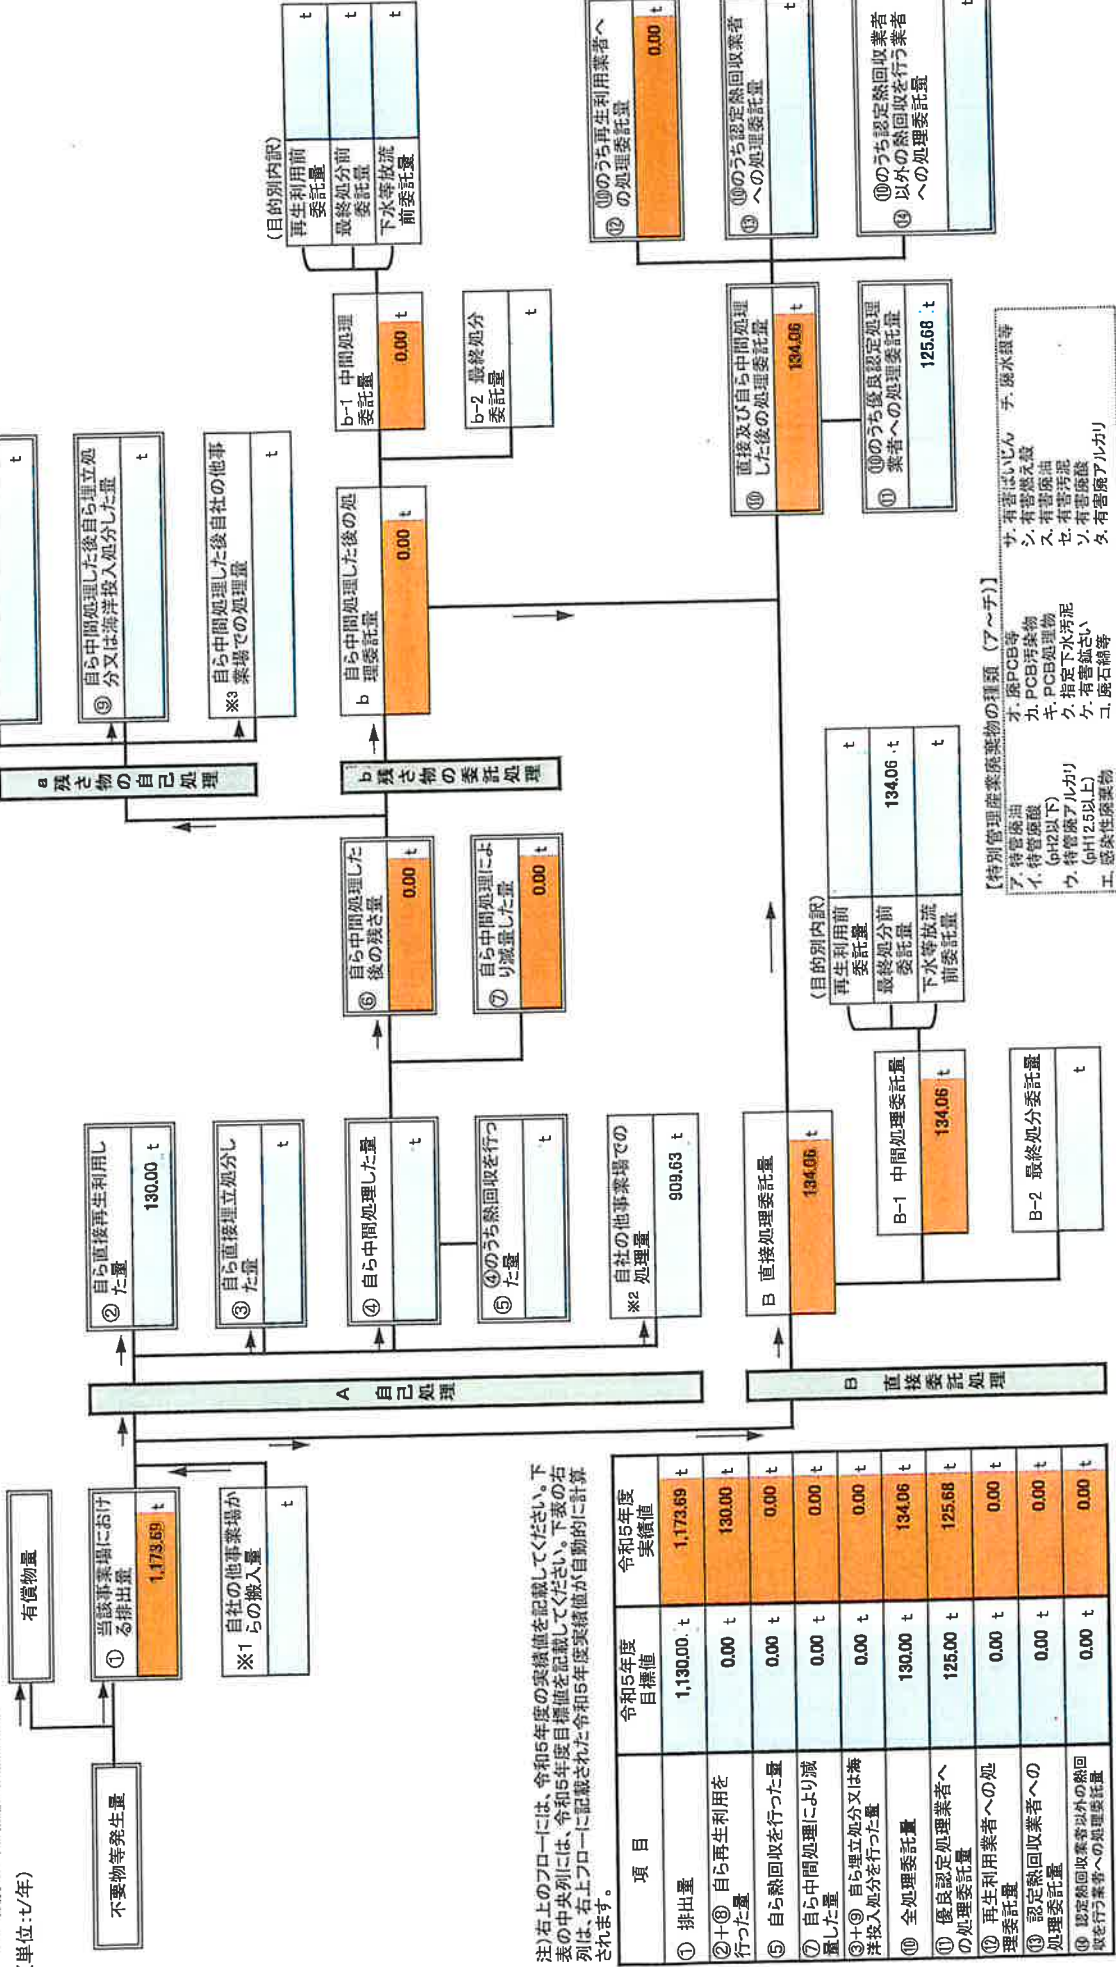 (単位:t/年)
不要物等発生量
有償物量
① 当該事業場におけ
る排出量
1,173.69 t
※1 自社の他事業場か
らの搬入量
t
A 自己処理
② 自ら直接再生利用し
た量
130.00 t
③ 自ら直接埋立処分し
た量
t
④ 自ら中間処理した量
t
⑤ ④のうち熱回収を行っ
た量
t
※2 自社の他事業場での
処理量
909.63 t
⑥ 自ら中間処理した
後の残さ量
0.00 t
⑦ 自ら中間処理によ
り減量した量
0.00 t
a 残さ物の自己処理
t
⑨ 自ら中間処理した後自ら埋立処
分又は海洋投入処分した量
t
※3 自ら中間処理した後自社の他事
業場での処理量
t
b 残さ物の委託処理
b 自ら中間処理した後の処
理委託量
0.00 t
b-1 中間処理
委託量
0.00 t
b-2 最終処分
委託量
t
(目的別内訳)
再生利用前
委託量
t
最終処分前
委託量
t
下水等放流
前委託量
t
B 直接委託処理
B 直接処理委託量
134.06 t
B-1 中間処理委託量
134.06 t
B-2 最終処分委託量
t
(目的別内訳)
再生利用前
委託量
t
最終処分前
委託量
134.06 t
下水等放流
前委託量
t
⑩ 直接及び自ら中間処理
した後の処理委託量
134.06 t
⑪ ⑩のうち優良認定処理
業者への処理委託量
125.68 t
⑫ ⑩のうち再生利用業者へ
の処理委託量
0.00 t
⑬ ⑩のうち認定熱回収業者
への処理委託量
t
⑭ ⑩のうち認定熱回収業者
以外の熱回収を行う業者
への処理委託量
t
注)右上のフローには、令和5年度の実績値を記載してください。下
表の中央列には、令和5年度目標値を記載してください。下表の右
列は、右上フローに記載された令和5年度実績値が自動的に計算
されます。
項 目 令和5年度
目標値 令和5年度
実績値
① 排出量 1,130.00 t 1,173.69 t
②+⑧ 自ら再生利用を
行った量 0.00 t 130.00 t
⑤ 自ら熱回収を行った量 0.00 t 0.00 t
⑦ 自ら中間処理により減
量した量 0.00 t 0.00 t
③+⑨ 自ら埋立処分又は海
洋投入処分を行った量 0.00 t 0.00 t
⑩ 全処理委託量 130.00 t 134.06 t
⑪ 優良認定処理業者へ
の処理委託量 125.00 t 125.68 t
⑫ 再生利用業者への処
理委託量 0.00 t 0.00 t
⑬ 認定熱回収業者への
処理委託量 0.00 t 0.00 t
⑭ 認定熱回収業者以外の熱回
収を行う業者への処理委託量 0.00 t 0.00 t
【特別管理産業廃棄物の種類 (ア~チ)】
ア. 特管廃油
イ. 特管廃酸
(pH2以下)
ウ. 特管廃アルカリ
(pH12.5以上)
エ. 感染性廃棄物
オ. 廃PCB等
カ. PCB汚染物
キ. PCB処理物
ク. 指定下水汚泥
ケ. 有害鉱さい
コ. 廃石綿等
サ. 有害ばいじん
シ. 有害燃え殻
ス. 有害廃油
セ. 有害汚泥
ソ. 有害廃酸
タ. 有害廃アルカリ
チ. 廃水銀等